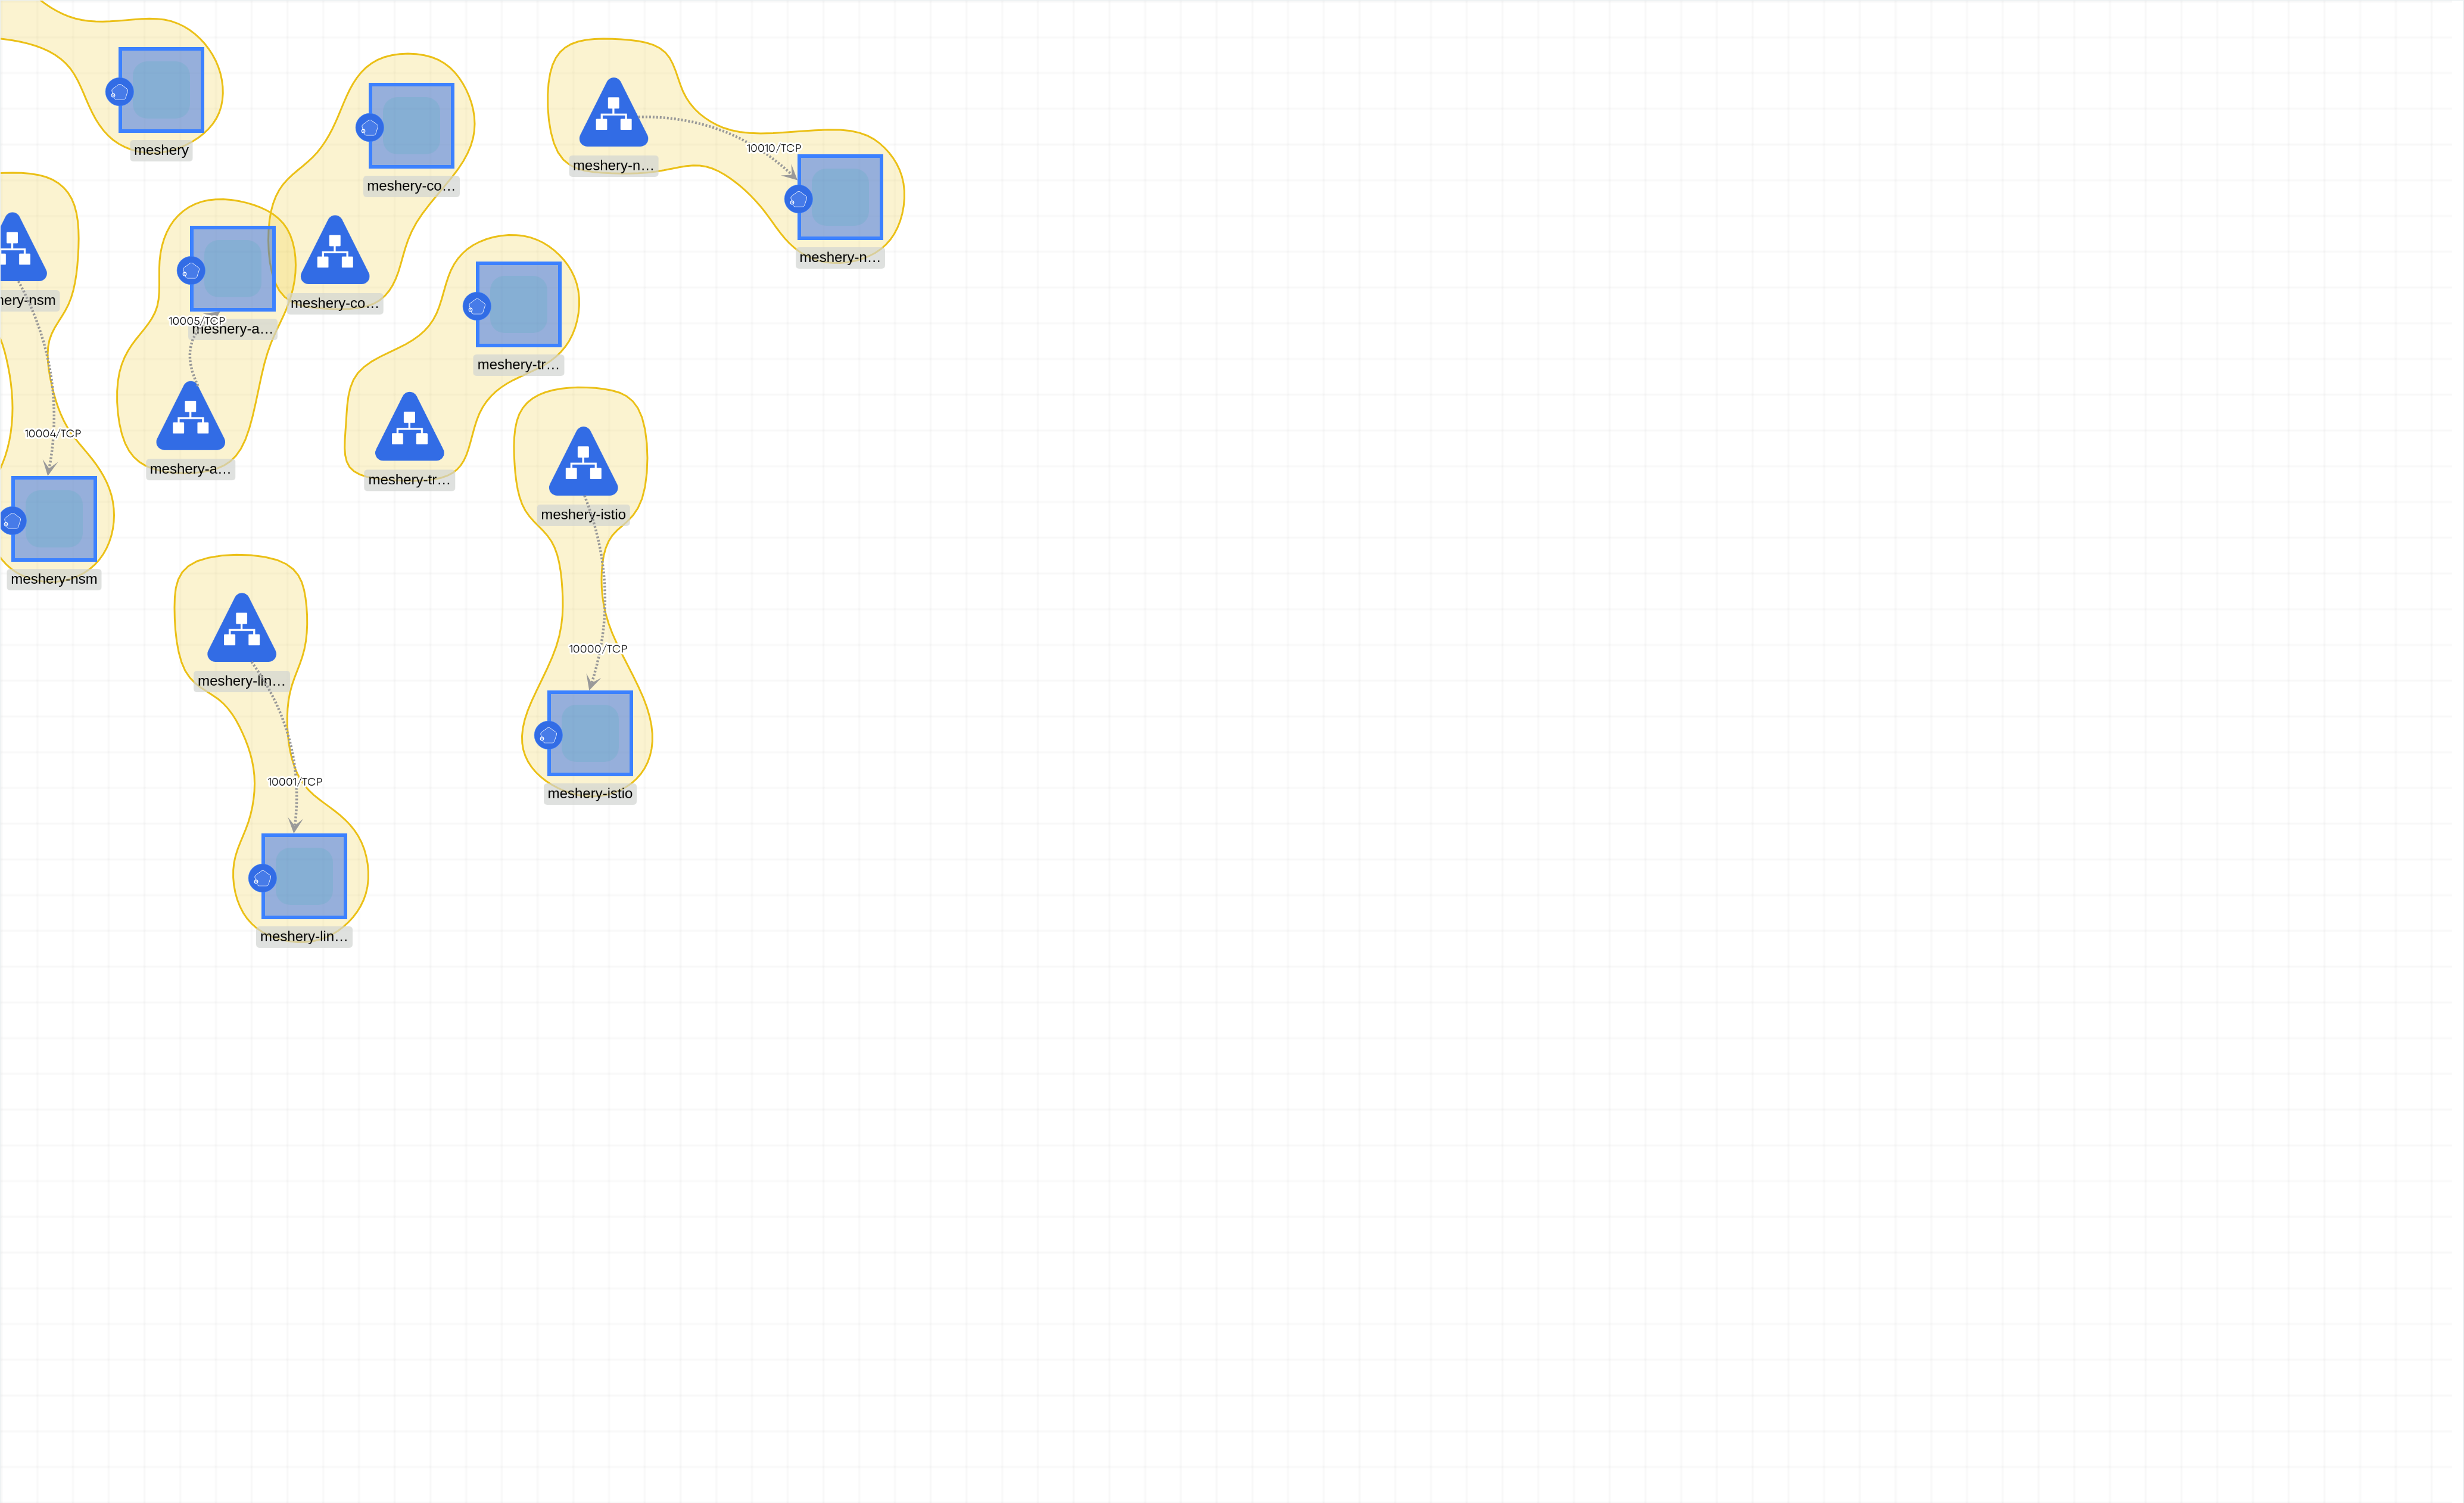 meshery
meshery-co…
meshery-n…
10010/TCP
meshery-n…
ery-nsm
meshery-co…
10005/TCP
meshery-a…
meshery-tr…
10004/TCP
meshery-a…
meshery-tr…
meshery-istio
meshery-nsm
10000/TCP
meshery-lin…
10001/TCP
meshery-istio
meshery-lin…